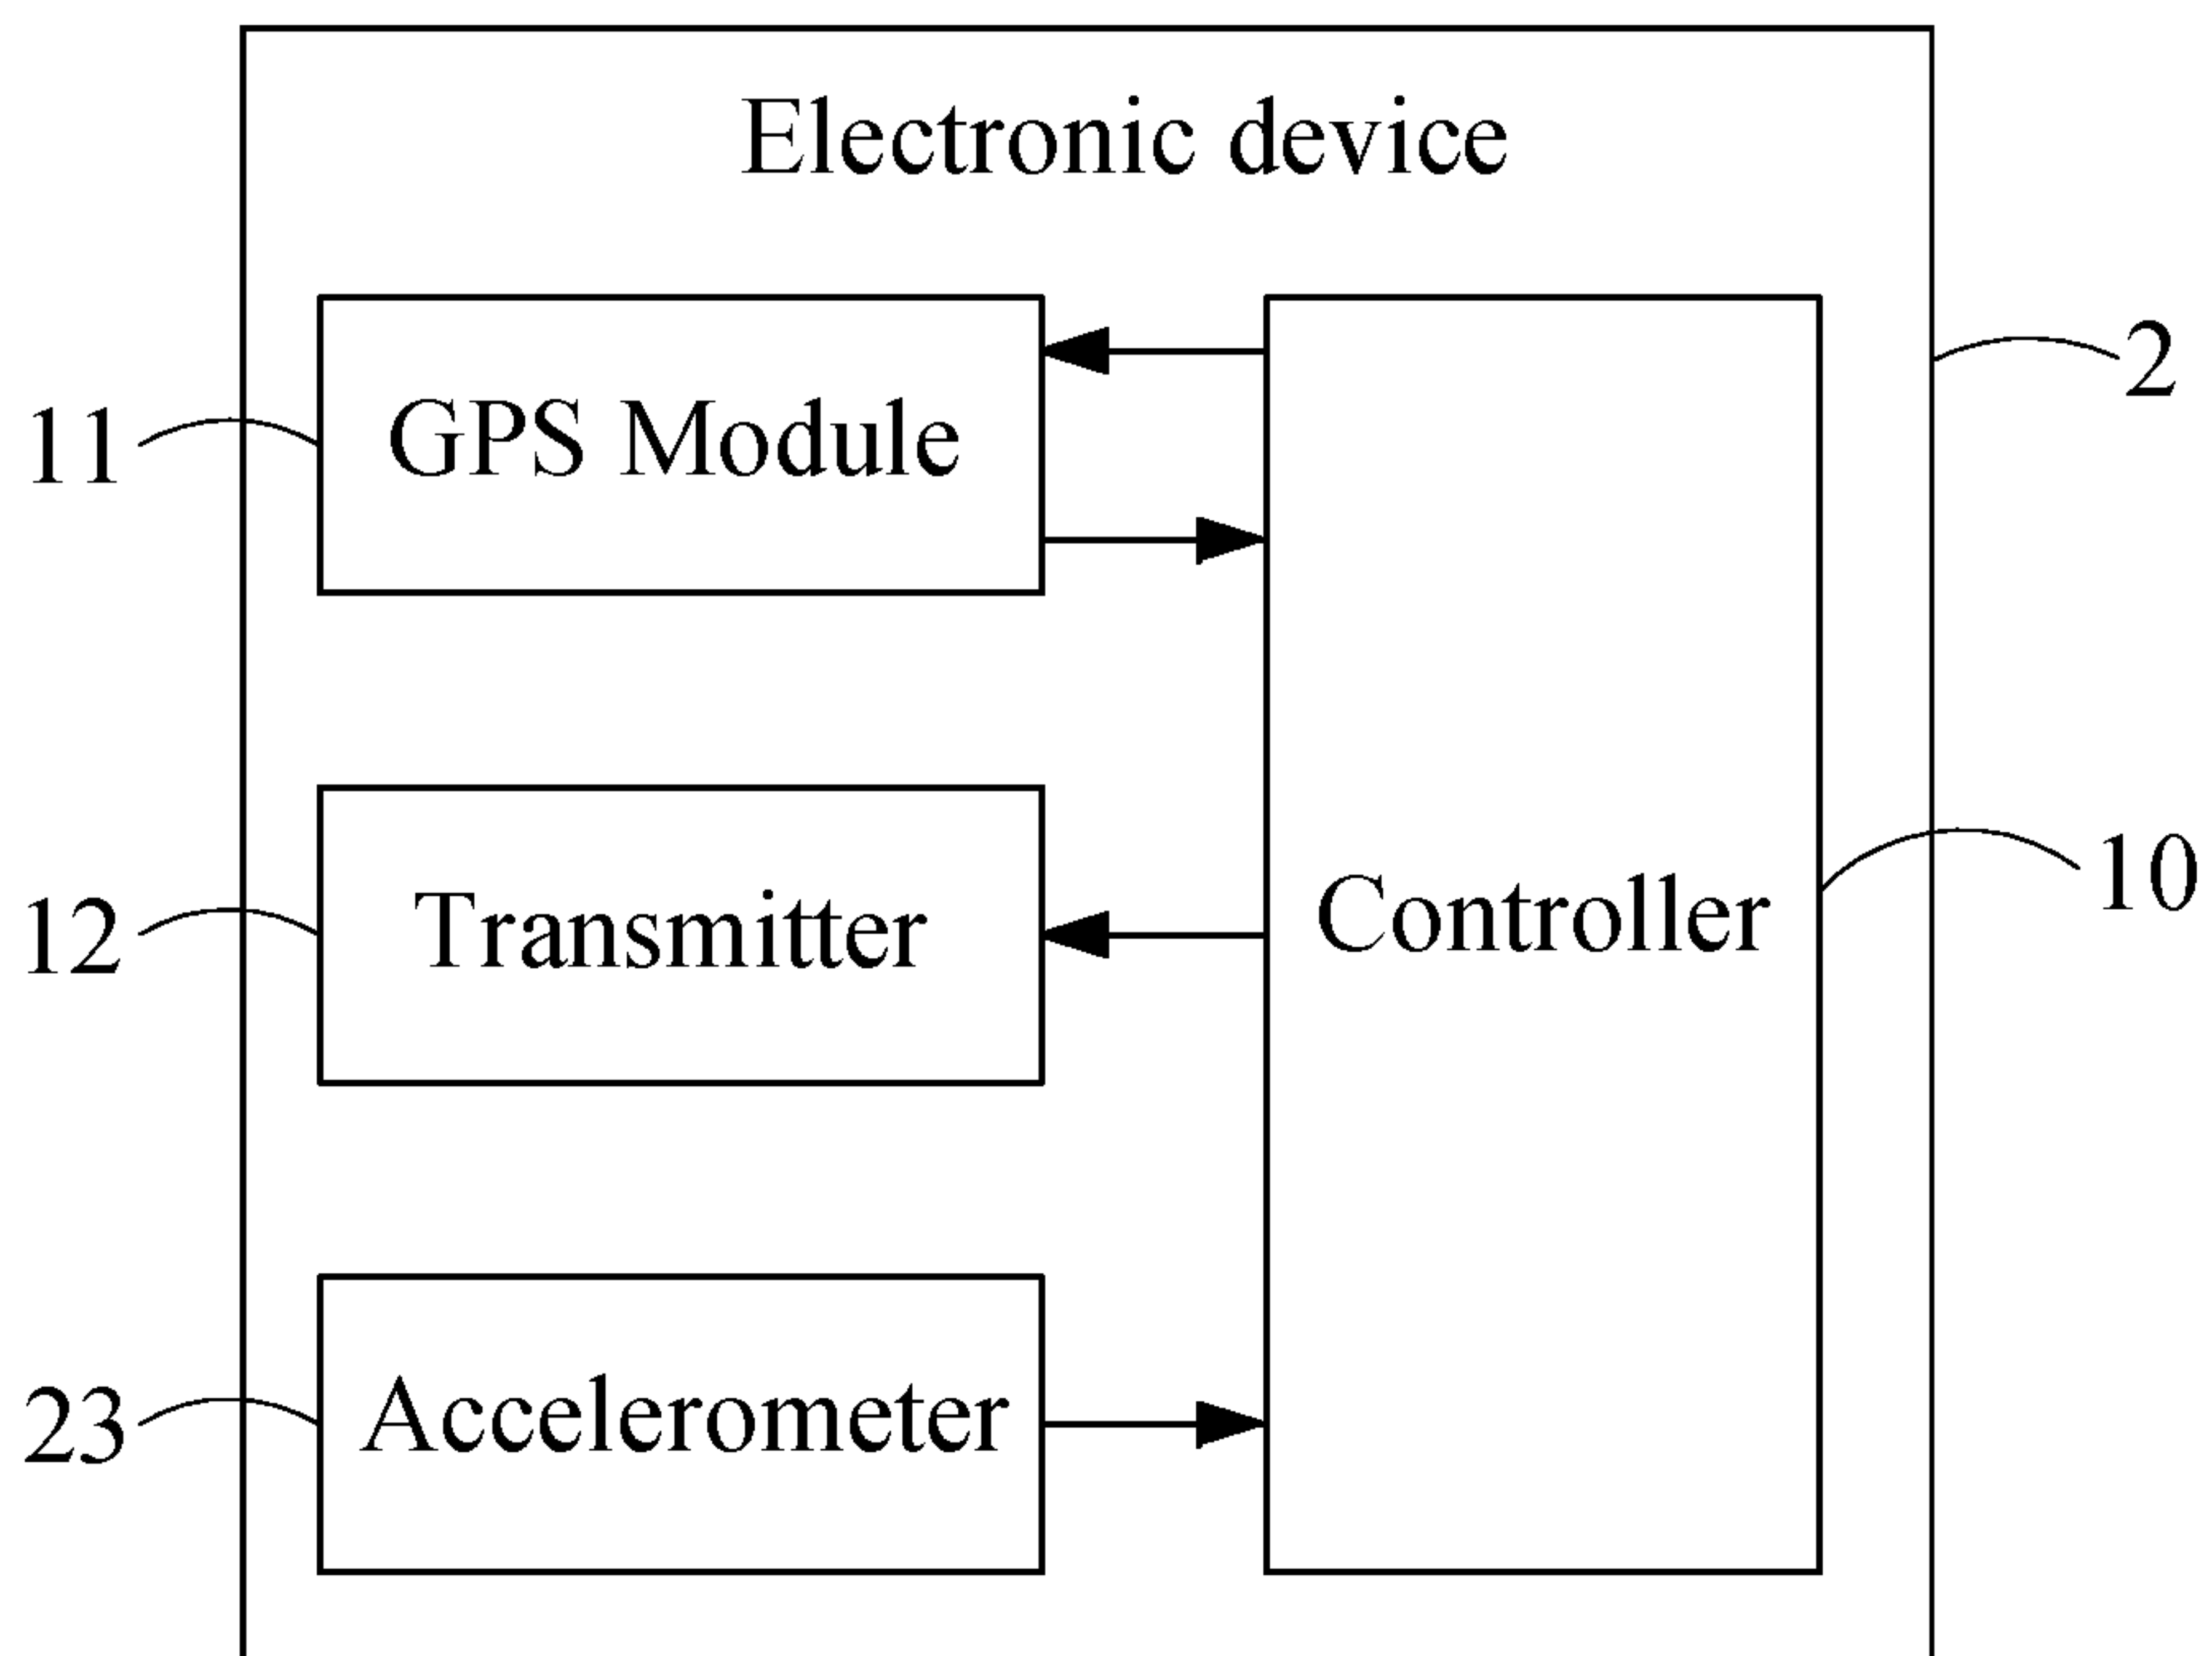 Electronic device
2
11
GPS Module
12
Transmitter
Controller
10
23
Accelerometer